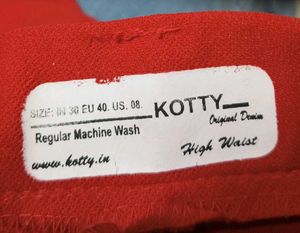 SIZE: IN 30 EU 40. US. 08.
KOTTY
Original Denim
Regular Machine Wash
High Waist
www.kotty.in